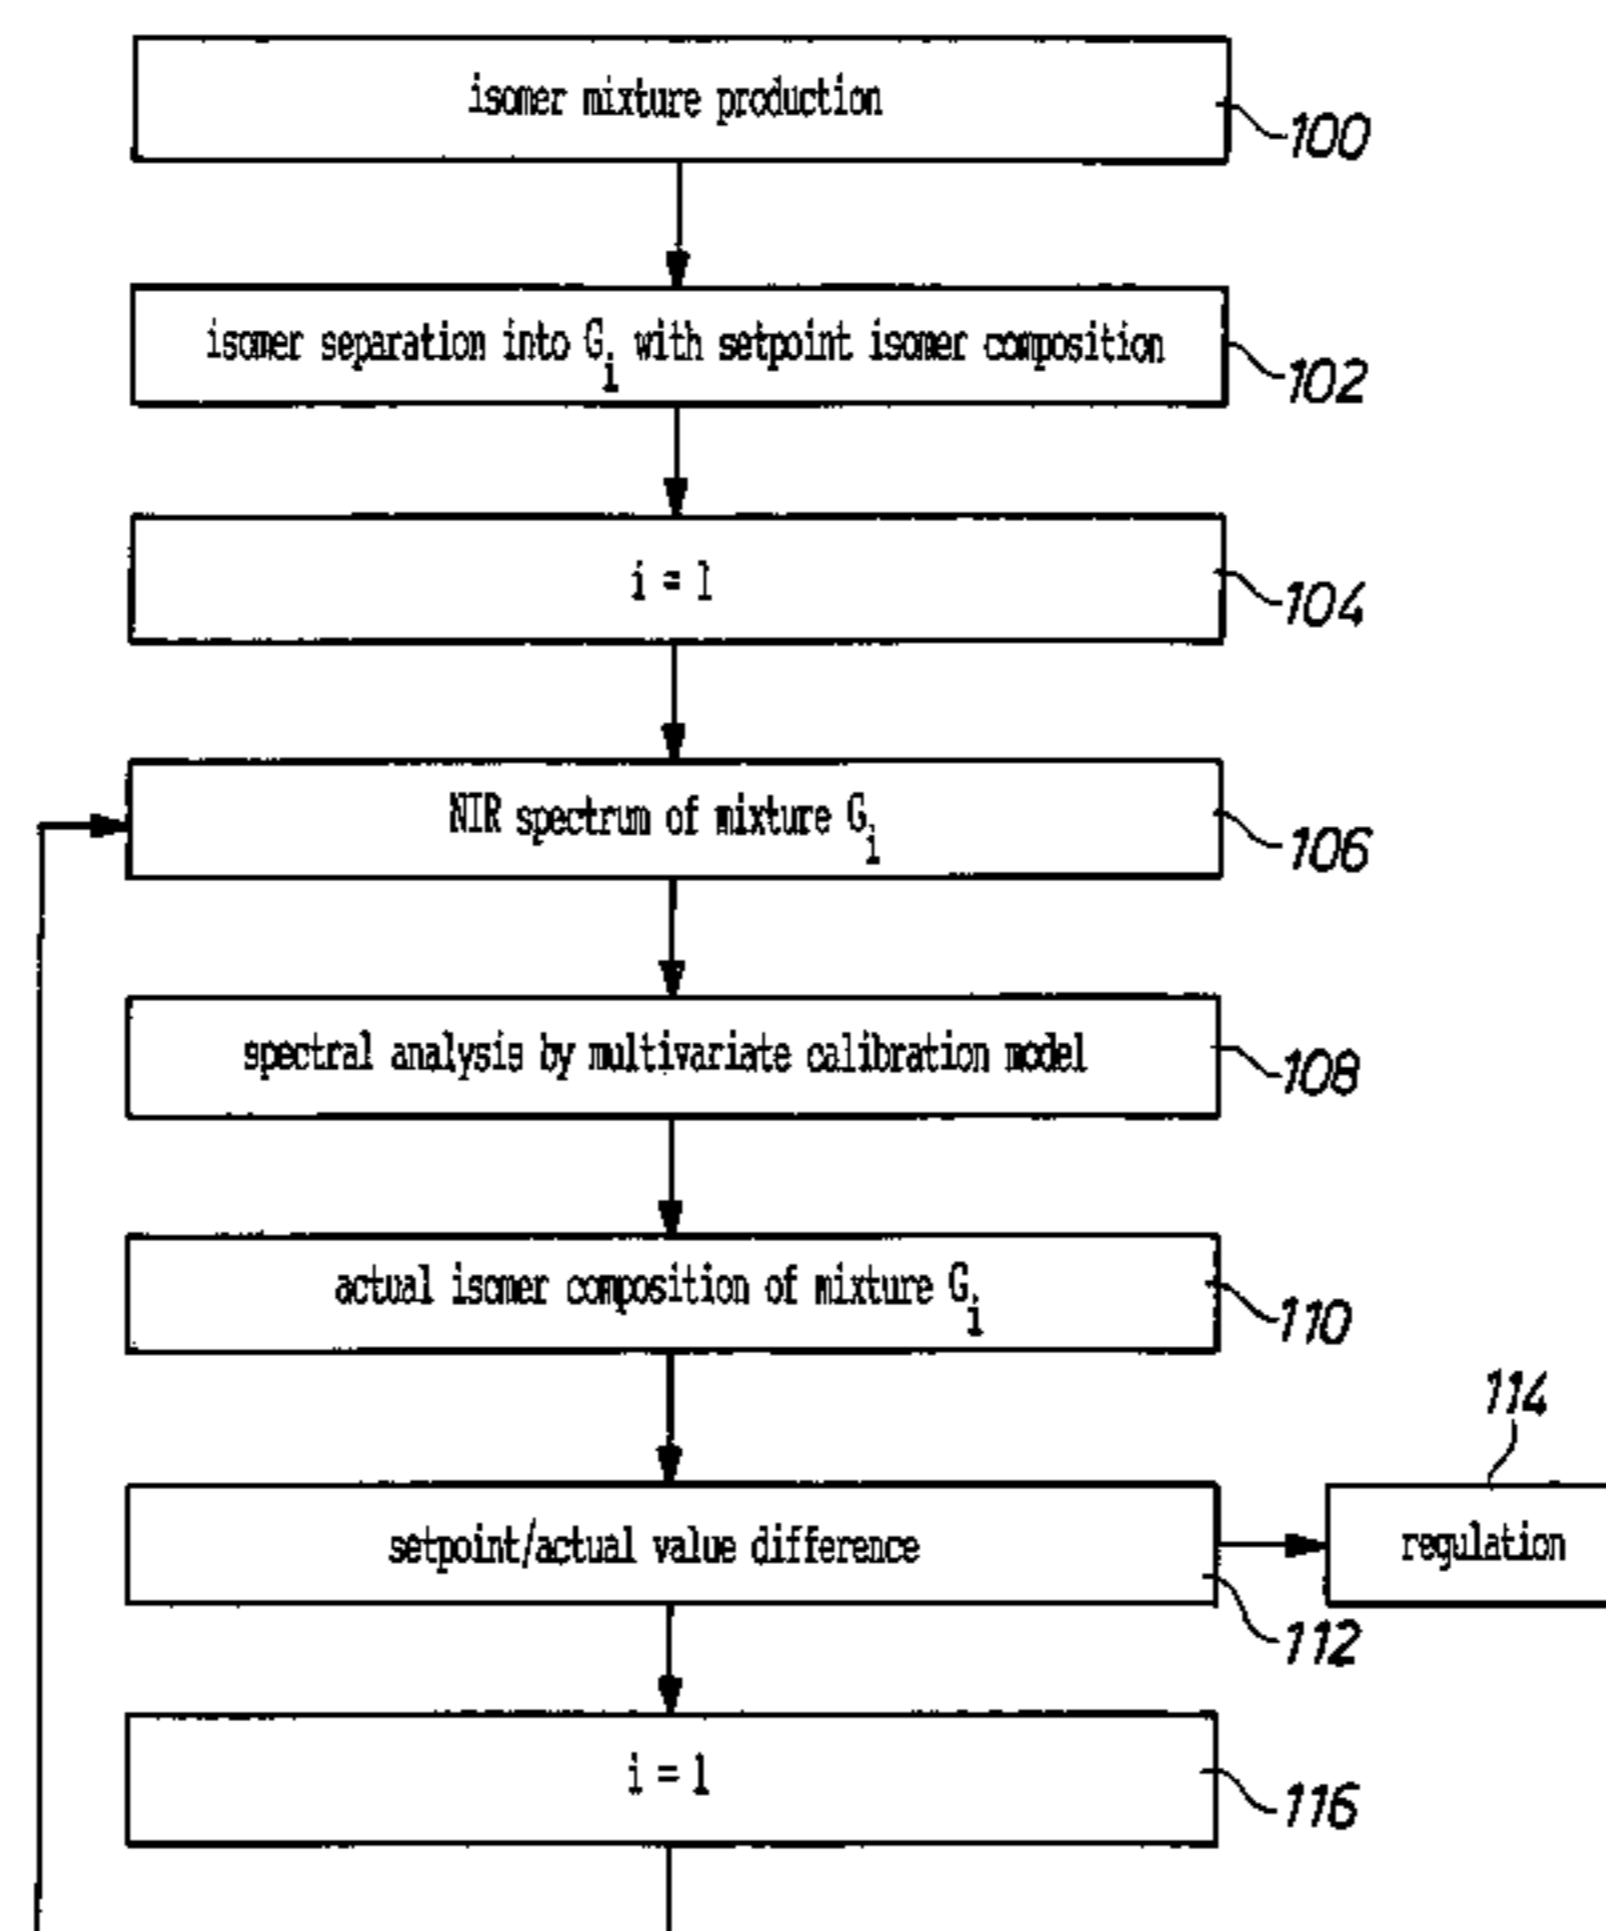 isomer mixture production
100
isomer separation into Gi with setpoint isomer composition
102
i = 1
104
NIR spectrum of mixture Gi
106
spectral analysis by multivariate calibration model
108
actual isomer composition of mixture Gi
110
114
setpoint/actual value difference
regulation
112
i = 1
116